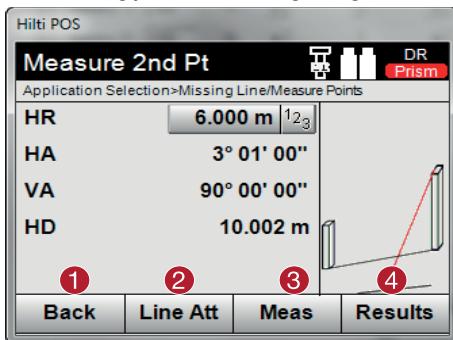 Hilti POS
Measure 2nd Pt
DR
Prism
Application Selection>Missing Line/Measure Points
HR 6.000 m 123
HA 3° 01' 00"
VA 90° 00' 00"
HD 10.002 m
1 2 3 4
Back Line Att Meas Results